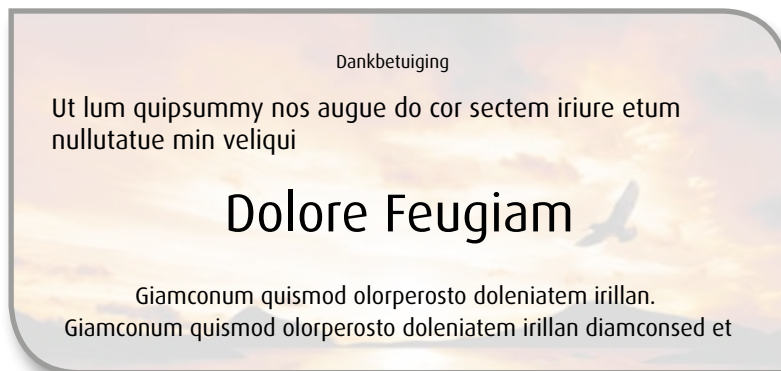 Dankbetuiging
Ut lum quipsummy nos augue do cor sectem iriure etum
nullutatue min veliqui
Dolore Feugiam
Giamconum quismod olorperosto doleniatem irillan.
Giamconum quismod olorperosto doleniatem irillan diamconsed et